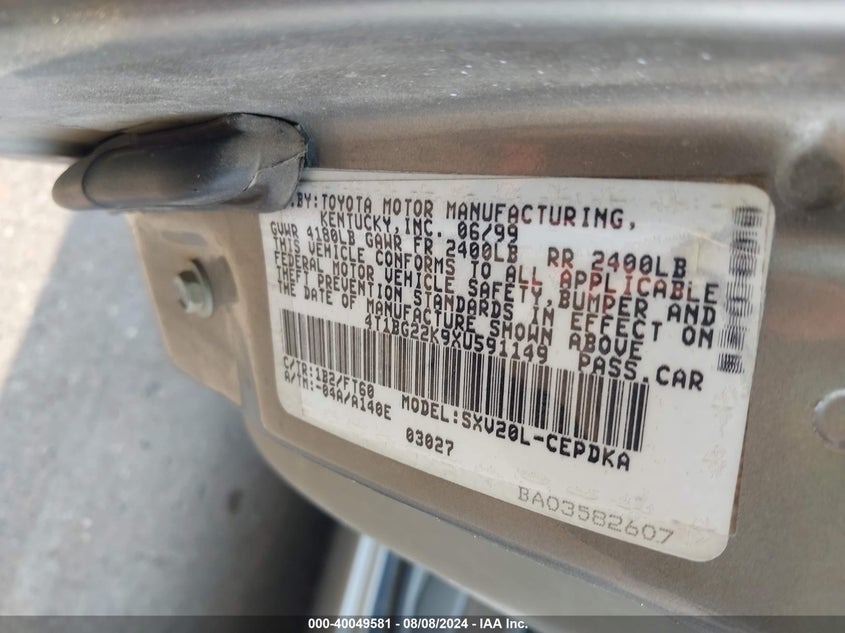 .BY:TOYOTA MOTOR MANUFACTURING,
KENTUCKY,INC. 06/99
GVWR 4180LB GAWR FR 2400LB RR 2400LB
THIS VEHICLE CONFORMS TO ALL APPLICABLE
FEDERAL MOTOR VEHICLE SAFETY,BUMPER AND
THEFT PREVENTION STANDARDS IN EFFECT ON
THE DATE OF MANUFACTURE SHOWN ABOVE
4T1BG22K9XU591149 PASS.CAR
C/TR:1B2/FT60
A/TM:-04A/A140E
MODEL:SXV20L-CEPDKA
03027
BA03582607
000-40049581 - 08/08/2024 - IAA Inc.